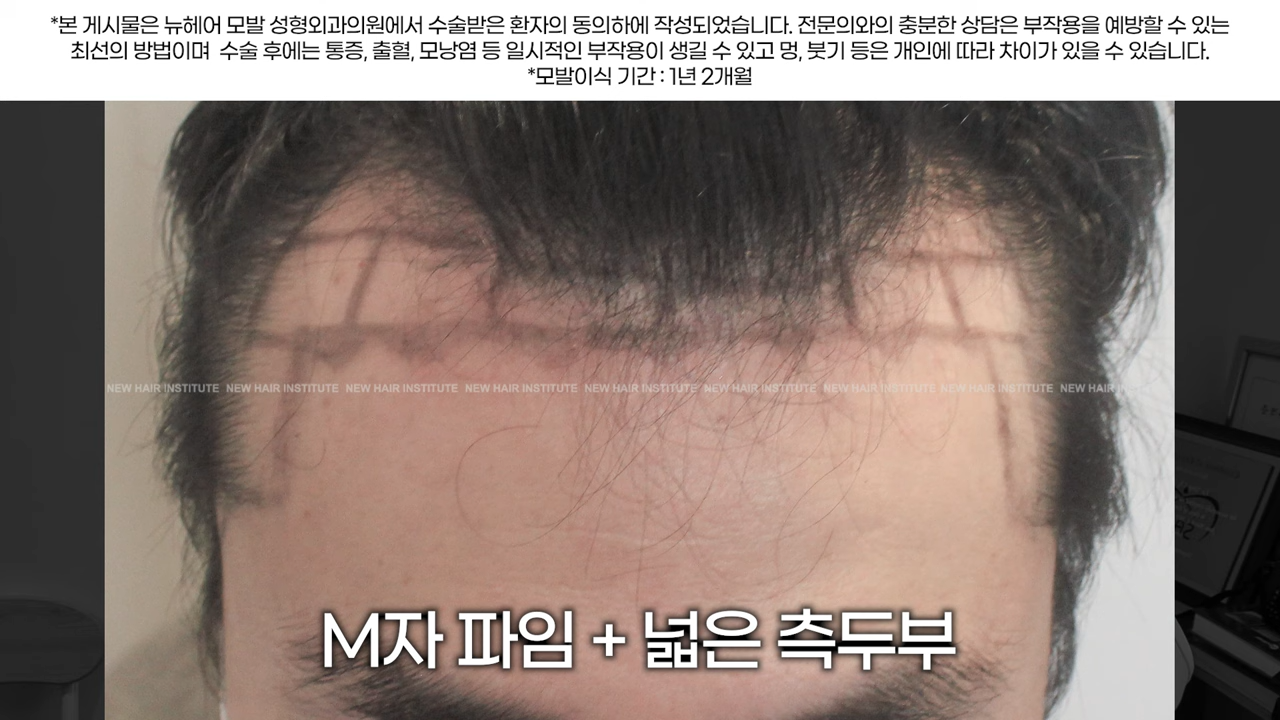 *본 게시물은 뉴헤어 모발 성형외과의원에서 수술받은 환자의 동의하에 작성되었습니다. 전문의와의 충분한 상담은 부작용을 예방할 수 있는
최선의 방법이며 수술 후에는 통증, 출혈, 모낭염 등 일시적인 부작용이 생길 수 있고 멍, 붓기 등은 개인에 따라 차이가 있을 수 있습니다.
*모발이식 기간 : 1년 2개월
NEW HAIR INSTITUTE NEW HAIR INSTITUTE NEW HAIR INSTITUTE NEW HAIR INSTITUTE NEW HAIR INSTITUTE NEW HAIR INSTITUTE NEW HAIR INSTITUTE NEW HAIR INSTITUTE NEW HAIR IN
M자 파임 + 넓은 측두부